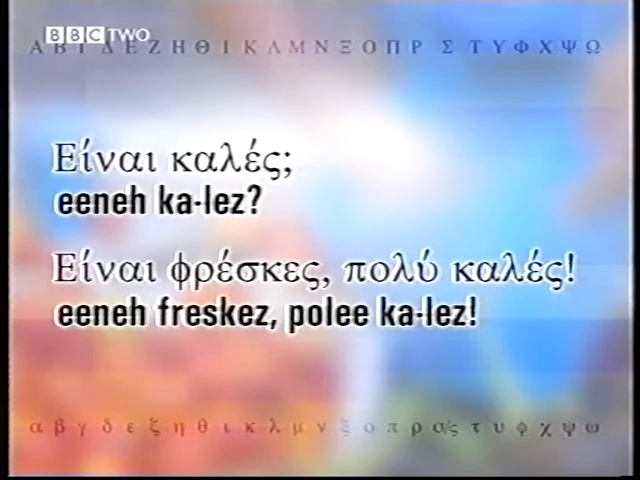 BBC TWO
Α Β Γ Δ Ε Ζ Η Θ Ι Κ Λ Μ Ν Ξ Ο Π Ρ Σ Τ Υ Φ Χ Ψ Ω
Είναι καλές;
eeneh ka-lez?
Είναι φρέσκες, πολύ καλές!
eeneh freskez, polee ka-lez!
α β γ δ ε ζ η θ ι κ λ μ ν ξ ο π ρ σ/ς τ υ φ χ ψ ω